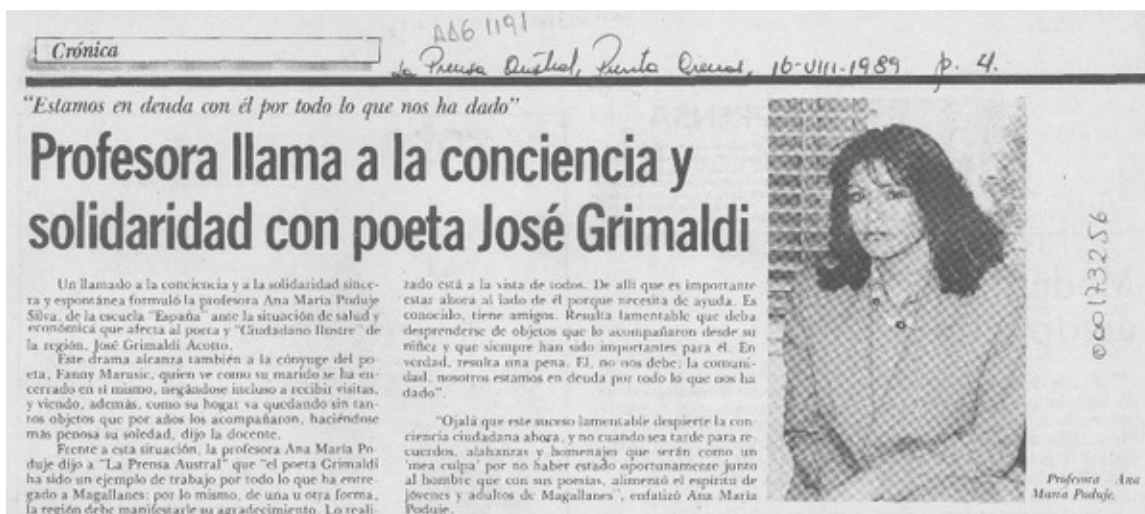 AA6 1191
Crónica
La Prensa Austral, Punta Arenas, 16-VIII-1989 p. 4.
"Estamos en deuda con él por todo lo que nos ha dado"
Profesora llama a la conciencia y
solidaridad con poeta José Grimaldi
Un llamado a la conciencia y a la solidaridad since-
ra y espontánea formuló la profesora Ana María Poduje
Silva, de la escuela "España" ante la situación de salud y
económica que afecta al poeta y "Ciudadano Ilustre" de
la región, José Grimaldi Acotto.
Este drama alcanza también a la cónyuge del po-
eta, Fanny Marusic, quien ve como su marido se ha en-
cerrado en sí mismo, negándose incluso a recibir visitas,
y viendo, además, como su hogar va quedando sin tan-
tos objetos que por años los acompañaron, haciéndose
más penosa su soledad, dijo la docente.
Frente a esta situación, la profesora Ana María Po-
duje dijo a "La Prensa Austral" que "el poeta Grimaldi
ha sido un ejemplo de trabajo por todo lo que ha entre-
gado a Magallanes; por lo mismo, de una u otra forma,
la región debe manifestarle su agradecimiento. Lo reali-
zado está a la vista de todos. De allí que es importante
estar ahora al lado de él porque necesita de ayuda. Es
conocido, tiene amigos. Resulta lamentable que deba
desprenderse de objetos que lo acompañaron desde su
niñez y que siempre han sido importantes para él. En
verdad, resulta una pena. El, no nos debe; la comuni-
dad, nosotros estamos en deuda por todo lo que nos ha
dado".
"Ojalá que este suceso lamentable despierte la con-
ciencia ciudadana ahora, y no cuando sea tarde para re-
cuerdos, alabanzas y homenajes que serán como un
'mea culpa' por no haber estado oportunamente junto
al hombre que con sus poesías, alimentó el espíritu de
jóvenes y adultos de Magallanes", enfatizó Ana María
Poduje.
Profesora Ana
María Poduje.
000173256